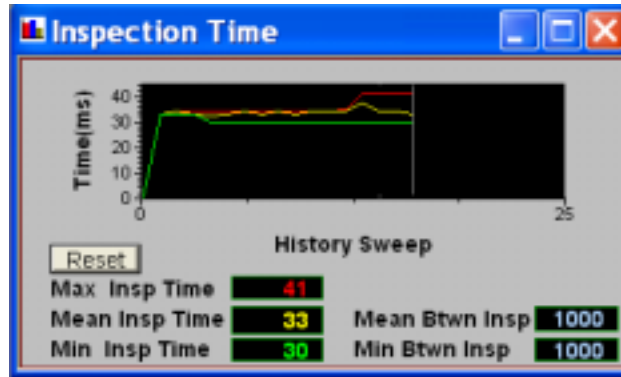 Inspection Time
Time(ms)
40
30
20
10
0
0
25
History Sweep
Reset
Max Insp Time 41
Mean Insp Time 33 Mean Btwn Insp 1000
Min Insp Time 30 Min Btwn Insp 1000